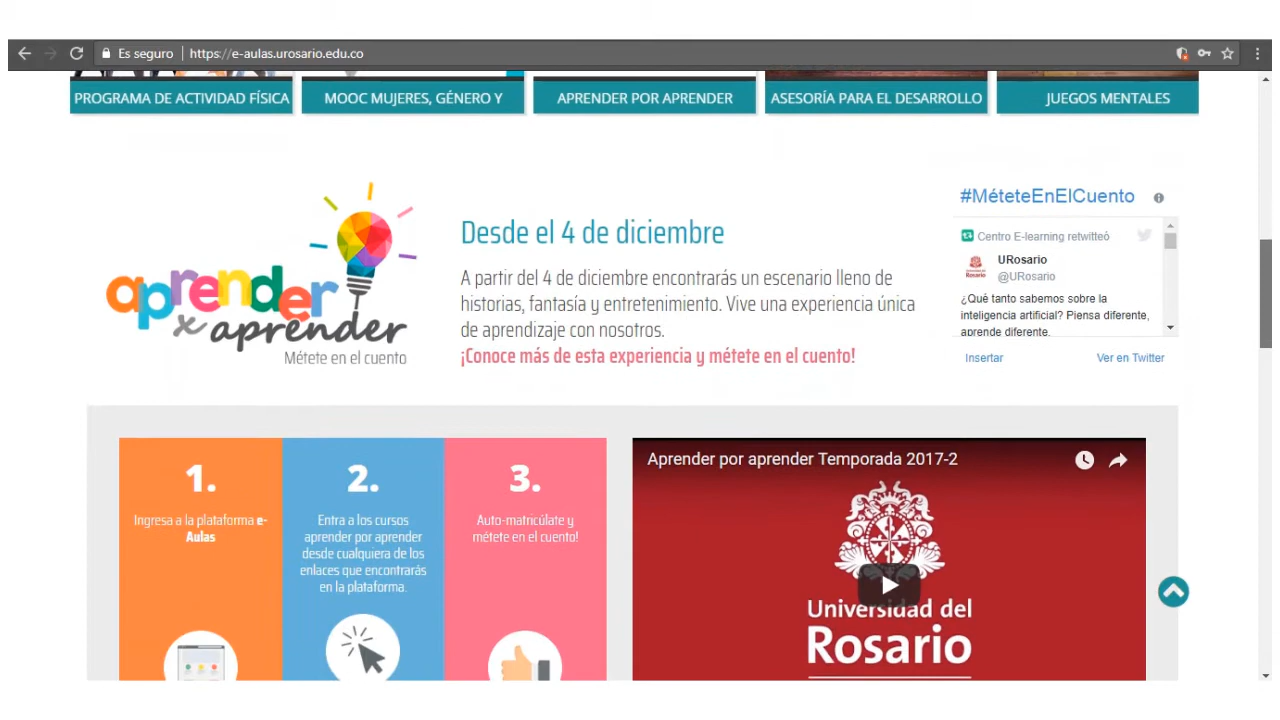 Es seguro | https://e-aulas.urosario.edu.co
PROGRAMA DE ACTIVIDAD FÍSICA
MOOC MUJERES, GÉNERO Y
APRENDER POR APRENDER
ASESORÍA PARA EL DESARROLLO
JUEGOS MENTALES
aprender
x aprender
Métete en el cuento
Desde el 4 de diciembre
A partir del 4 de diciembre encontrarás un escenario lleno de
historias, fantasía y entretenimiento. Vive una experiencia única
de aprendizaje con nosotros.
¡Conoce más de esta experiencia y métete en el cuento!
#MéteteEnElCuento
Centro E-learning retwitteó
URosario
@URosario
¿Qué tanto sabemos sobre la
inteligencia artificial? Piensa diferente,
aprende diferente.
Insertar
Ver en Twitter
1.
Ingresa a la plataforma e-
Aulas
2.
Entra a los cursos
aprender por aprender
desde cualquiera de los
enlaces que encontrarás
en la plataforma.
3.
Auto-matricúlate y
métete en el cuento!
Aprender por aprender Temporada 2017-2
Universidad del
Rosario